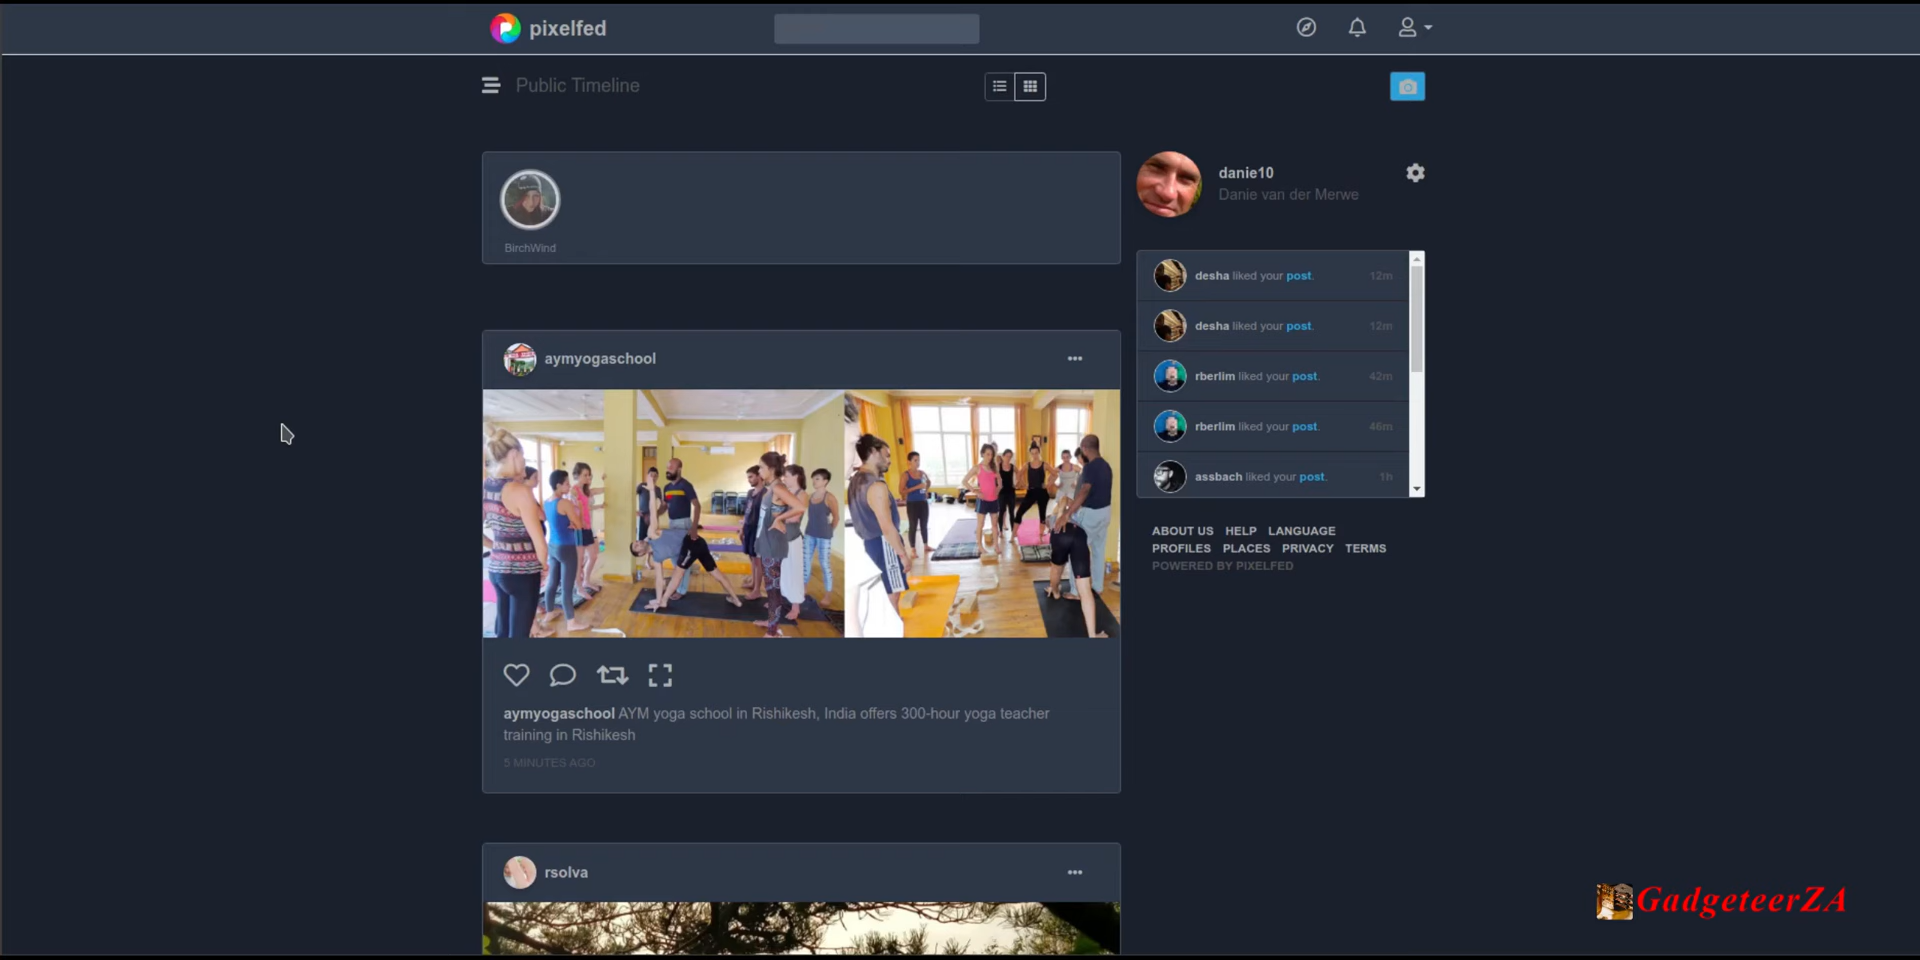 pixelfed
Public Timeline
BirchWind
danie10
Danie van der Merwe
desha liked your post. 12m
desha liked your post. 12m
rberlim liked your post. 42m
rberlim liked your post. 46m
assbach liked your post. 1h
ABOUT US HELP LANGUAGE
PROFILES PLACES PRIVACY TERMS
POWERED BY PIXELFED
aymyogaschool
aymyogaschool AYM yoga school in Rishikesh, India offers 300-hour yoga teacher
training in Rishikesh
5 MINUTES AGO
rsolva
GadgeteerZA